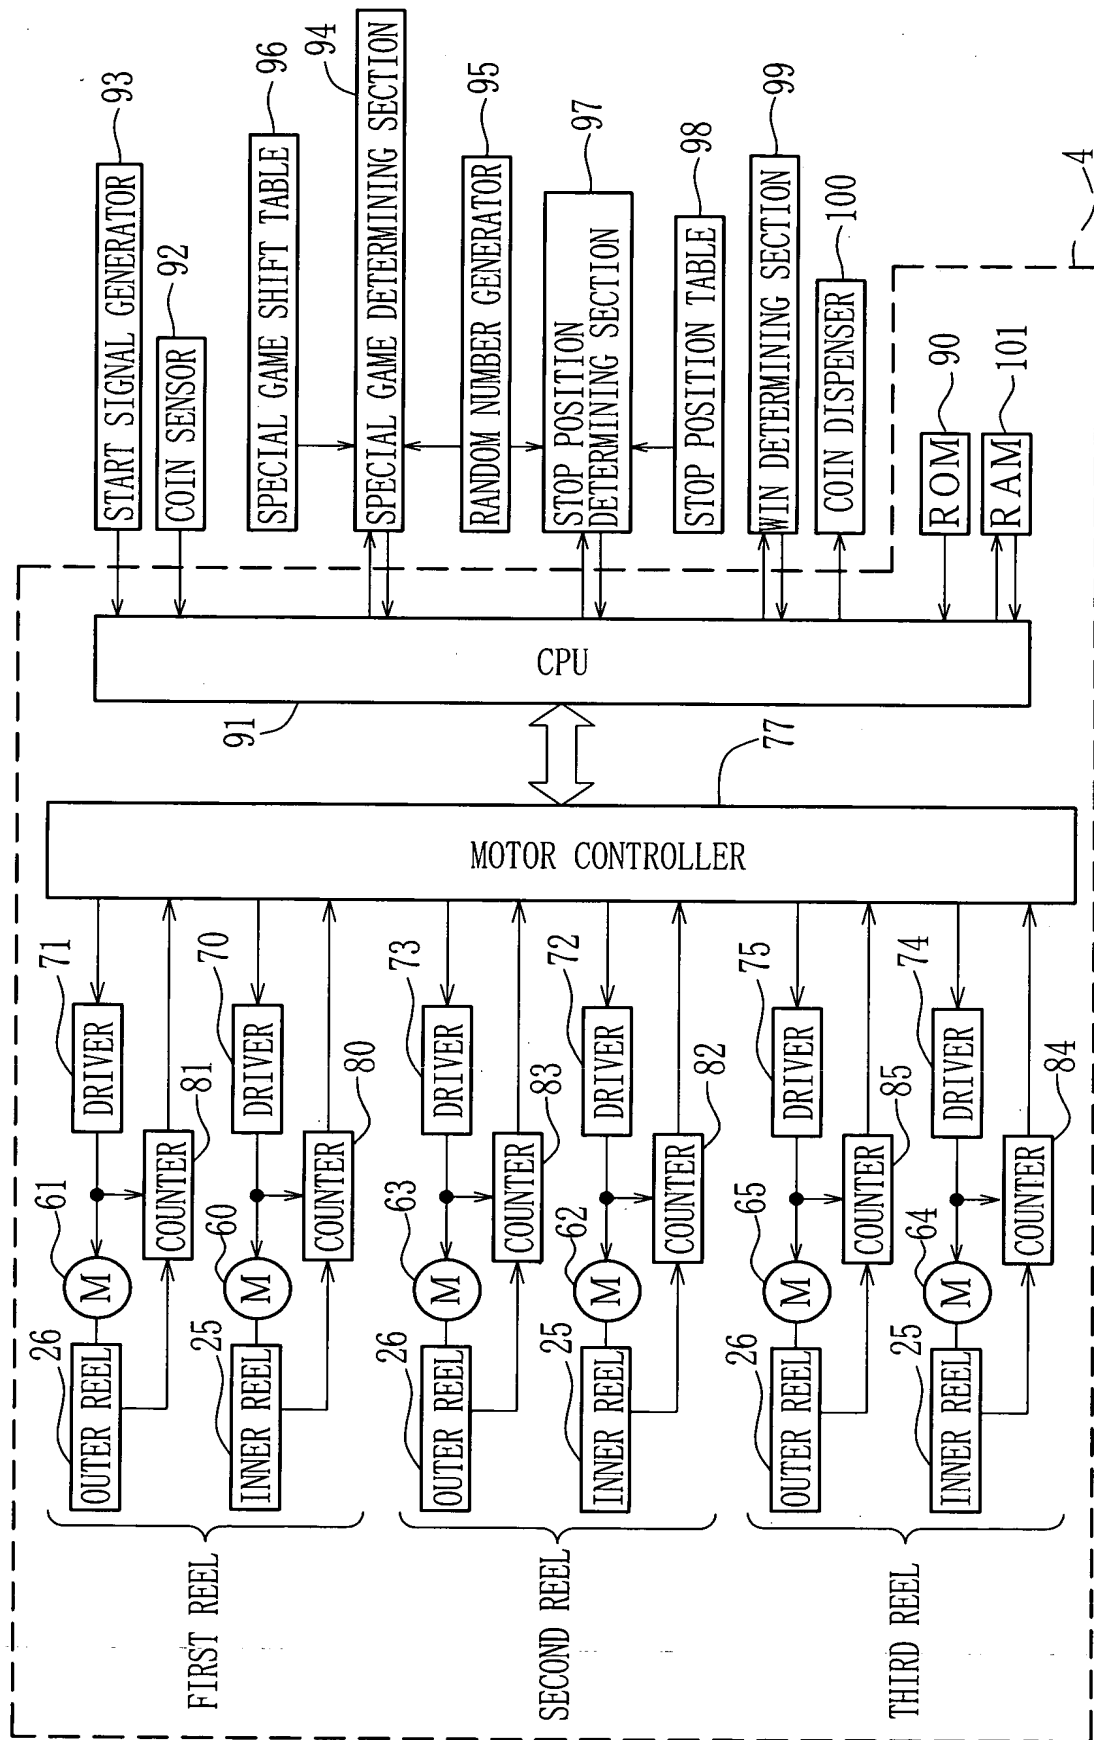 FIRST REEL
OUTER REEL
26
M
61
DRIVER
71
COUNTER
81
INNER REEL
25
M
60
DRIVER
70
COUNTER
80
SECOND REEL
OUTER REEL
26
M
63
DRIVER
73
COUNTER
83
INNER REEL
25
M
62
DRIVER
72
COUNTER
82
THIRD REEL
OUTER REEL
26
M
65
DRIVER
75
COUNTER
85
INNER REEL
25
M
64
DRIVER
74
COUNTER
84
MOTOR CONTROLLER
77
CPU
91
START SIGNAL GENERATOR
93
COIN SENSOR
92
SPECIAL GAME SHIFT TABLE
96
SPECIAL GAME DETERMINING SECTION
94
RANDOM NUMBER GENERATOR
95
STOP POSITION
DETERMINING SECTION
97
STOP POSITION TABLE
98
WIN DETERMINING SECTION
99
COIN DISPENSER
100
ROM
90
RAM
101
4